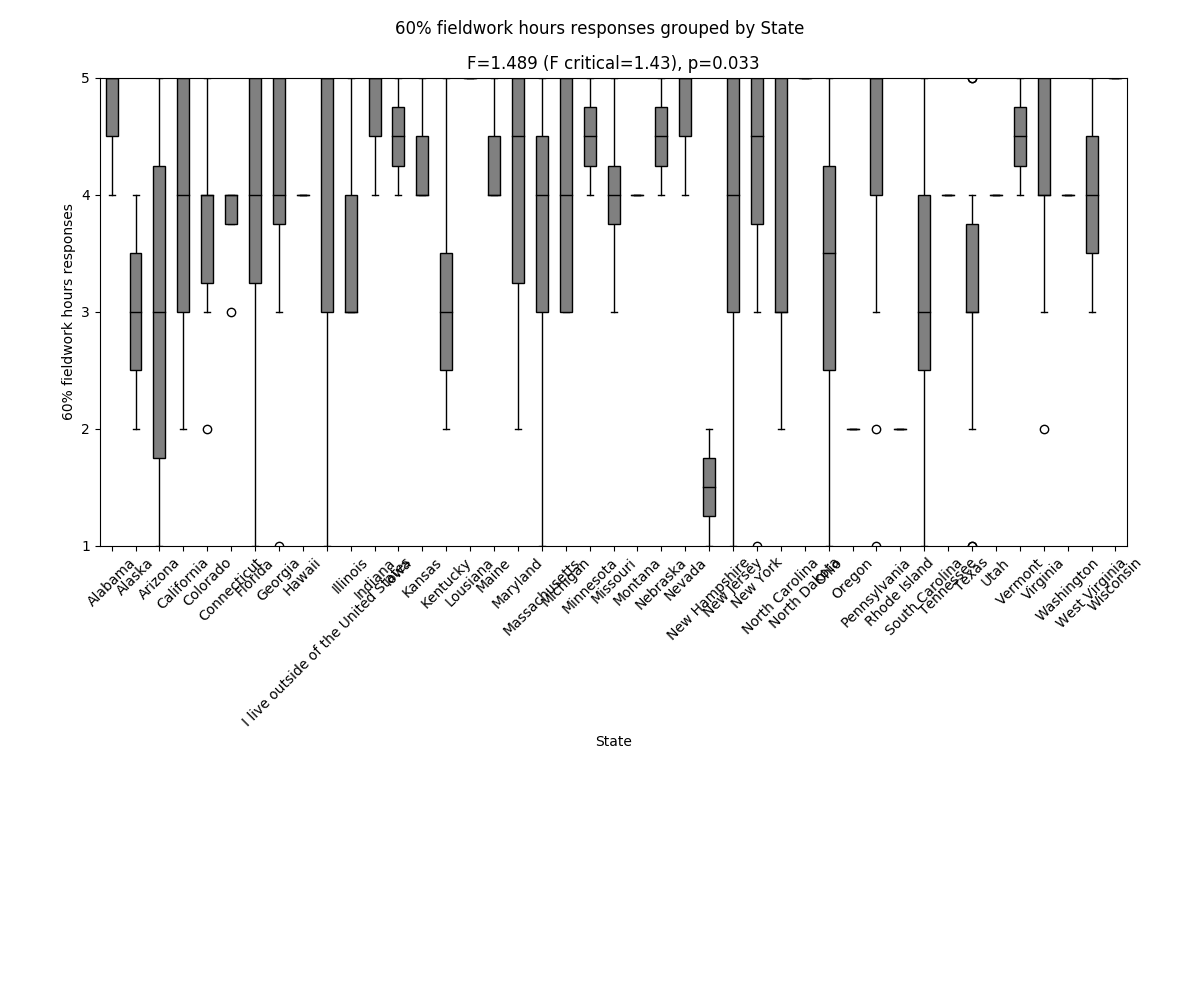 60% fieldwork hours responses grouped by State
F=1.489 (F critical=1.43), p=0.033
60% fieldwork hours responses
5
4
3
2
1
Alabama
Alaska
Arizona
California
Colorado
Connecticut
Florida
Georgia
Hawaii
I live outside of the United States
Illinois
Indiana
Iowa
Kansas
Kentucky
Lousiana
Maine
Maryland
Massachusetts
Michigan
Minnesota
Missouri
Montana
Nebraska
Nevada
New Hampshire
New Jersey
New York
North Carolina
North Dakota
Ohio
Oregon
Pennsylvania
Rhode Island
South Carolina
Tennessee
Texas
Utah
Vermont
Virginia
Washington
West Virginia
Wisconsin
State